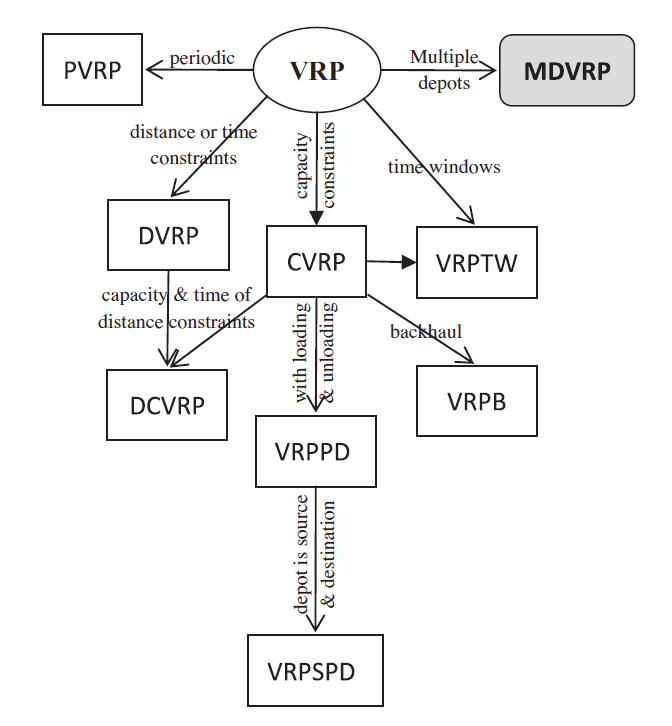 PVRP
periodic
VRP
Multiple
depots
MDVRP
distance or time
constraints
capacity
constraints
time windows
DVRP
CVRP
VRPTW
capacity & time of
distance constraints
with loading
& unloading
backhaul
DCVRP
VRPPD
VRPB
depot is source
& destination
VRPSPD